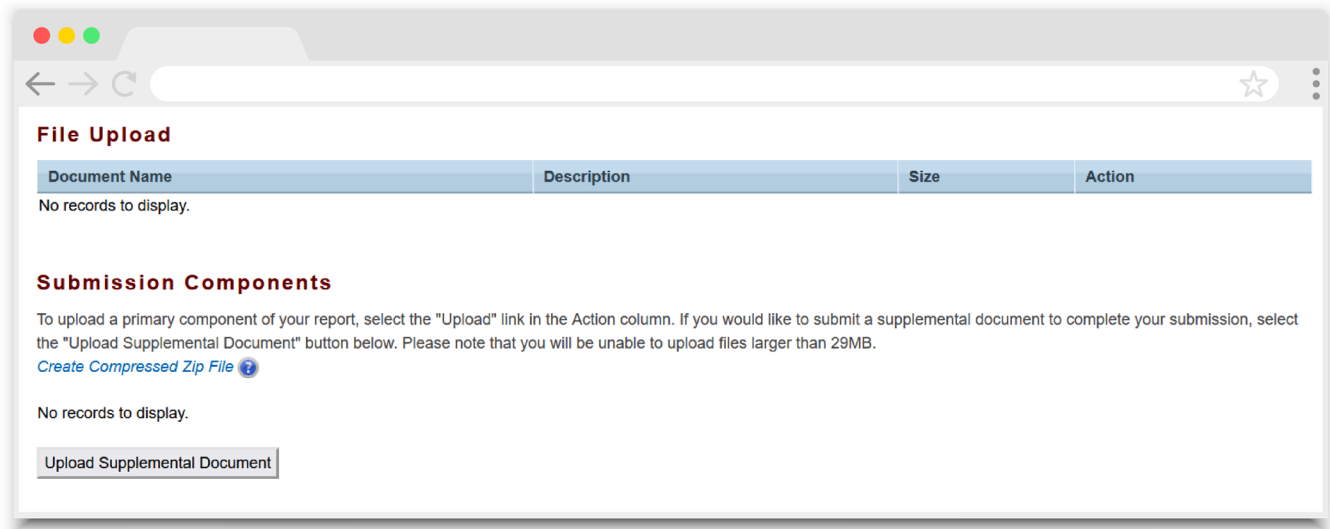 File Upload
Document Name Description Size Action
No records to display.
Submission Components
To upload a primary component of your report, select the "Upload" link in the Action column. If you would like to submit a supplemental document to complete your submission, select
the "Upload Supplemental Document" button below. Please note that you will be unable to upload files larger than 29MB.
Create Compressed Zip File ?
No records to display.
Upload Supplemental Document